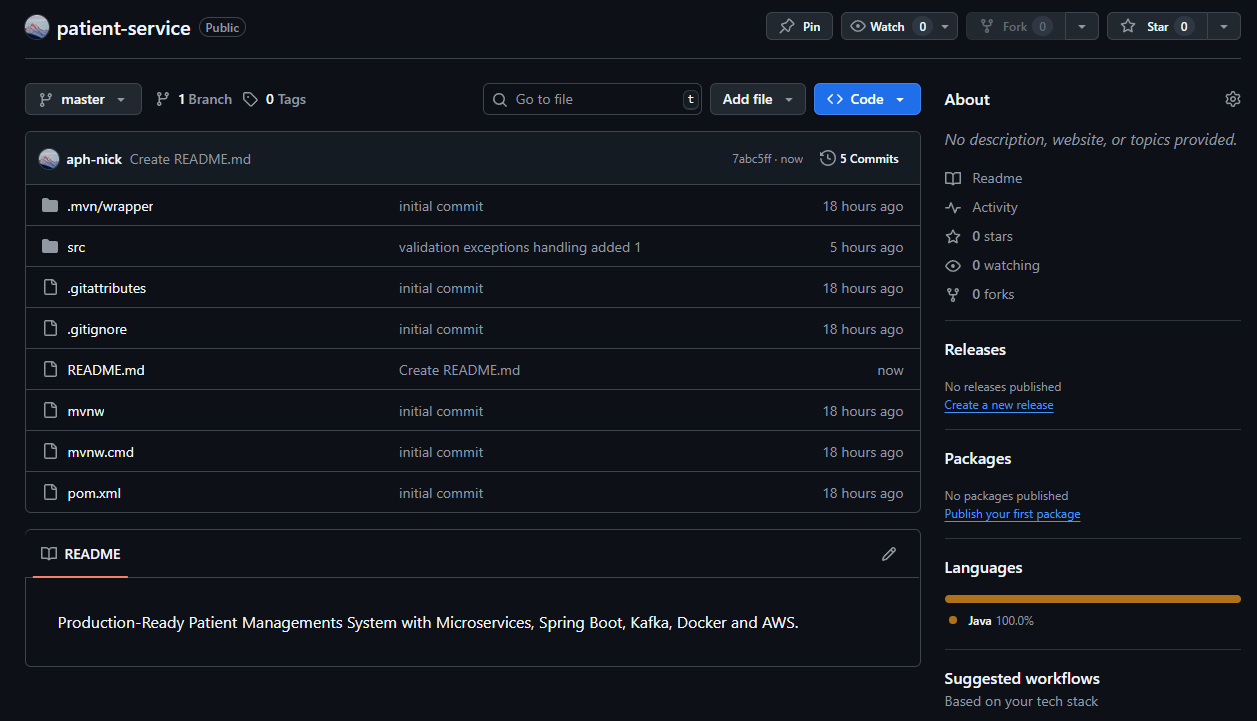 patient-service Public Pin Watch 0 Fork 0 Star 0
master 1 Branch 0 Tags Go to file t Add file Code
aph-nick Create README.md 7abc5ff · now 5 Commits
.mvn/wrapper initial commit 18 hours ago
src validation exceptions handling added 1 5 hours ago
.gitattributes initial commit 18 hours ago
.gitignore initial commit 18 hours ago
README.md Create README.md now
mvnw initial commit 18 hours ago
mvnw.cmd initial commit 18 hours ago
pom.xml initial commit 18 hours ago
README
Production-Ready Patient Managements System with Microservices, Spring Boot, Kafka, Docker and AWS.
About
No description, website, or topics provided.
Readme
Activity
0 stars
0 watching
0 forks
Releases
No releases published
Create a new release
Packages
No packages published
Publish your first package
Languages
Java 100.0%
Suggested workflows
Based on your tech stack